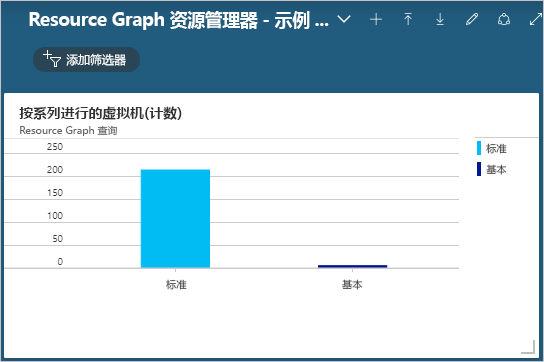 Resource Graph 资源管理器 - 示例 ...
添加筛选器
按系列进行的虚拟机(计数)
Resource Graph 查询
250
200
150
100
50
0
标准
基本
标准
基本